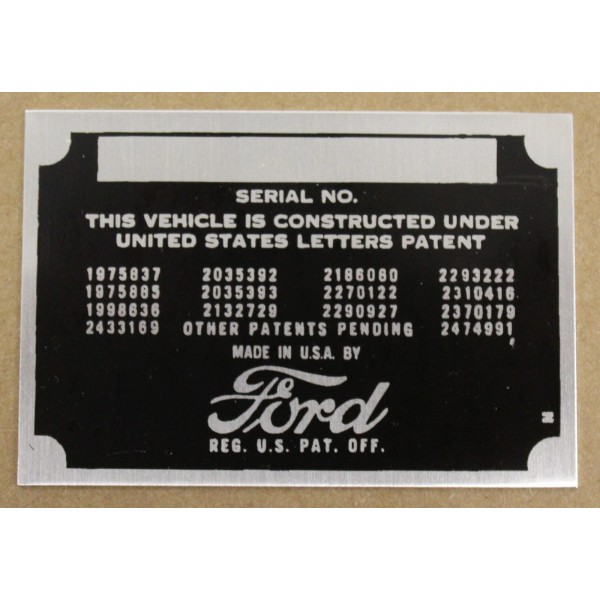 SERIAL NO.
THIS VEHICLE IS CONSTRUCTED UNDER
UNITED STATES LETTERS PATENT
1975837 2035392 2186060 2293222
1975885 2035393 2270122 2310416
1998636 2132729 2290927 2370179
2433169 OTHER PATENTS PENDING 2474991
MADE IN U.S.A. BY
Ford
REG. U.S. PAT. OFF.